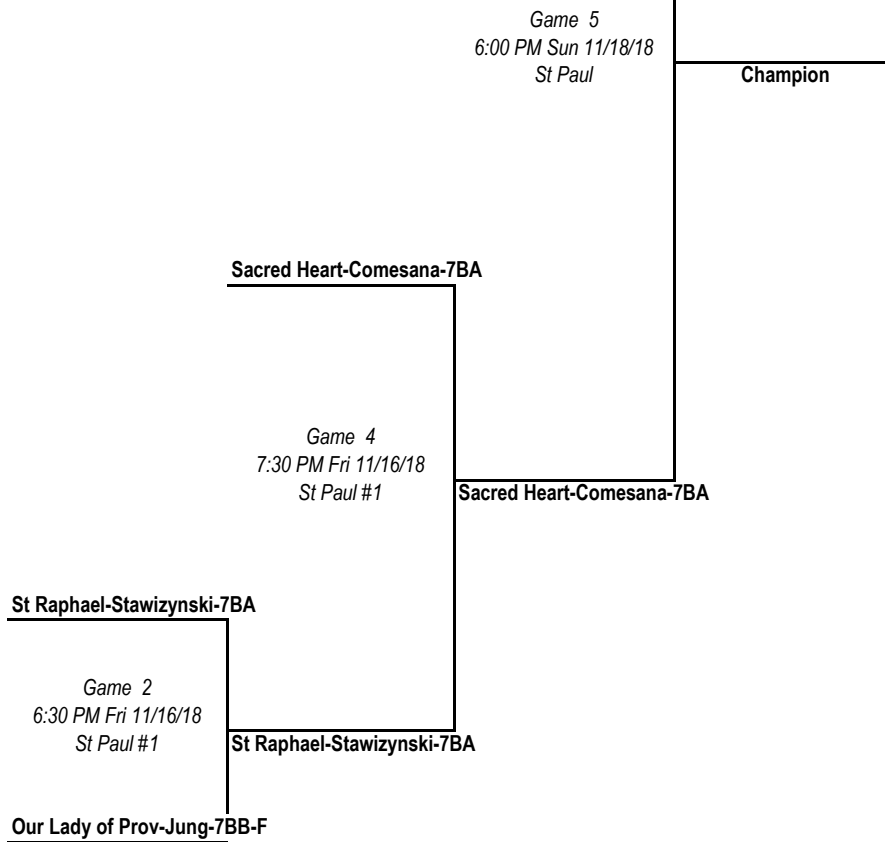 Game 5
6:00 PM Sun 11/18/18
St Paul
Champion
Sacred Heart-Comesana-7BA
Game 4
7:30 PM Fri 11/16/18
St Paul #1
Sacred Heart-Comesana-7BA
St Raphael-Stawizynski-7BA
Game 2
6:30 PM Fri 11/16/18
St Paul #1
St Raphael-Stawizynski-7BA
Our Lady of Prov-Jung-7BB-F